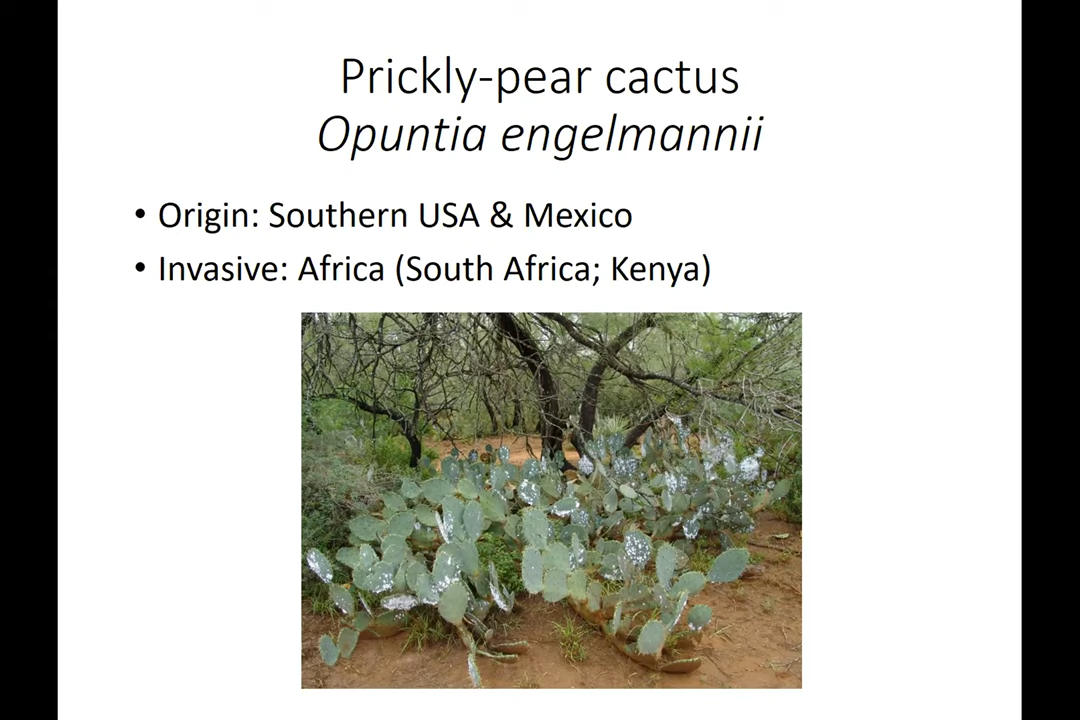 Prickly-pear cactus
Opuntia engelmannii
• Origin: Southern USA & Mexico
• Invasive: Africa (South Africa; Kenya)